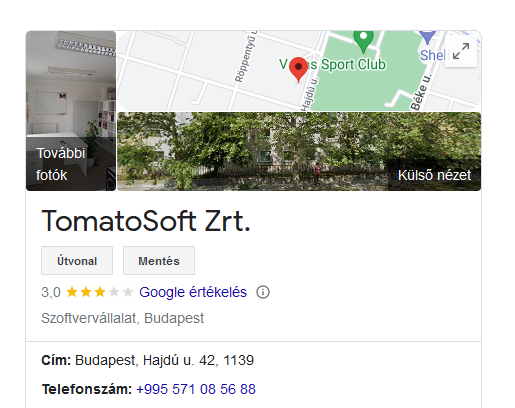 Röppentyű u.
Hajdú u.
Sport Club
Béke u.
Shel
További
fotók
Külső nézet
TomatoSoft Zrt.
Útvonal
Mentés
3,0 Google értékelés
Szoftvervállalat, Budapest
Cím: Budapest, Hajdú u. 42, 1139
Telefonszám: +995 571 08 56 88